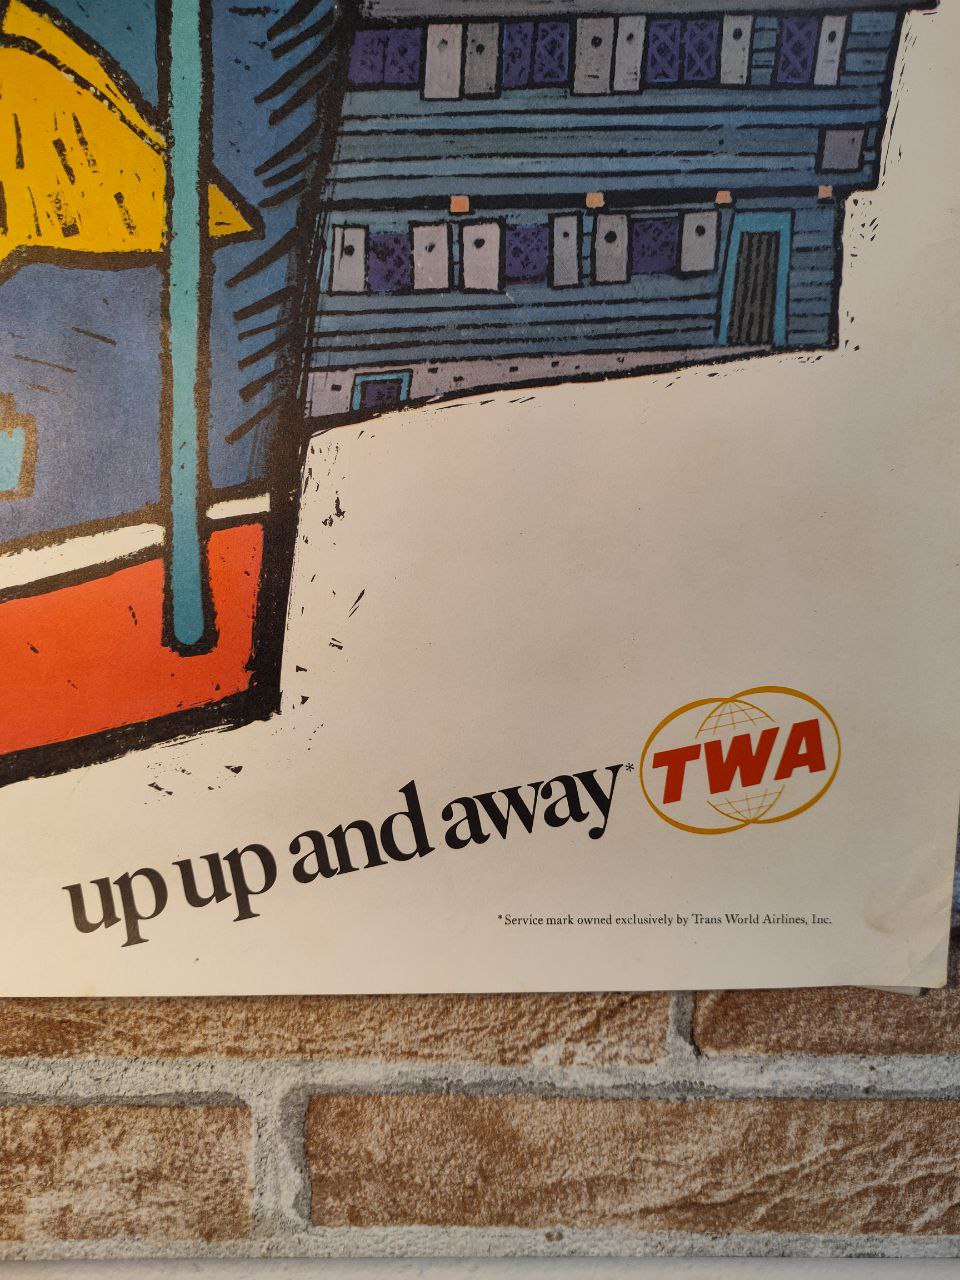 up up and away* TWA
*Service mark owned exclusively by Trans World Airlines, Inc.